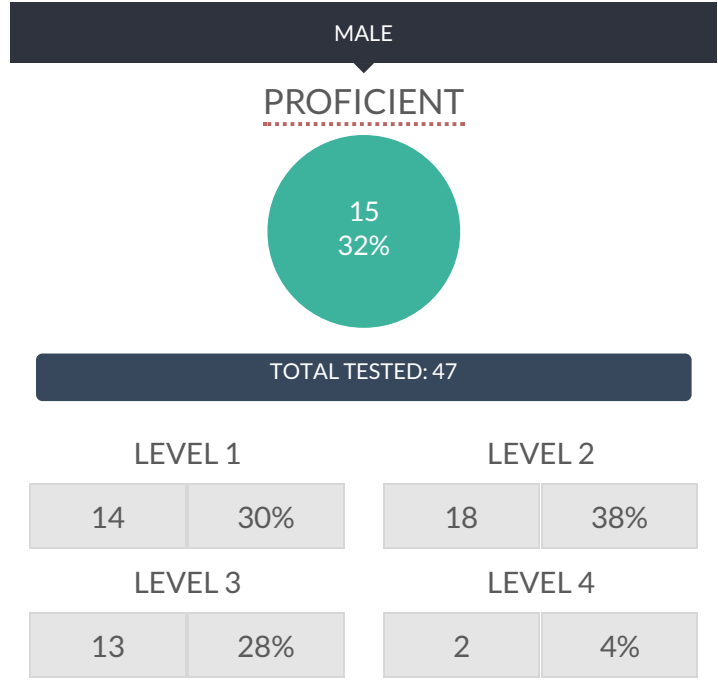 MALE
PROFICIENT
15
32%
TOTAL TESTED: 47
LEVEL 1
14 30%
LEVEL 2
18 38%
LEVEL 3
13 28%
LEVEL 4
2 4%